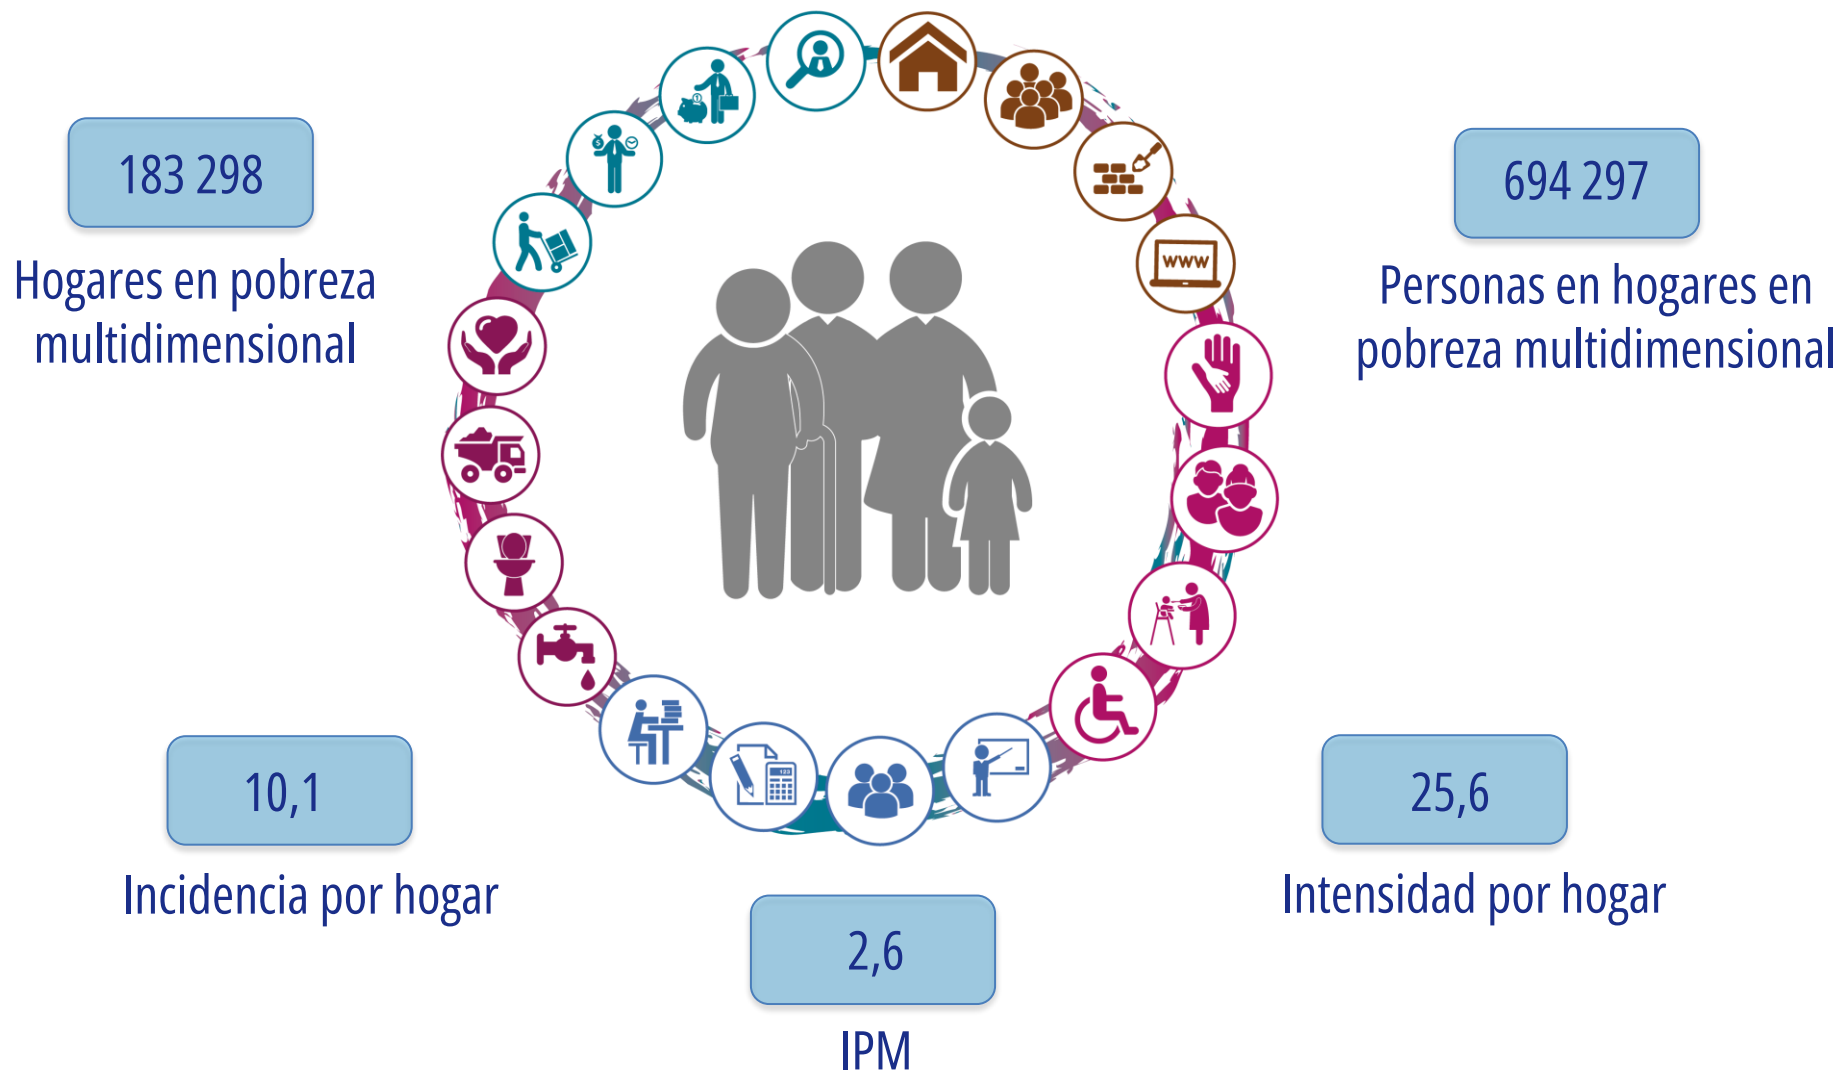 183 298
Hogares en pobreza
multidimensional
694 297
Personas en hogares en
pobreza multidimensional
www
10,1
Incidencia por hogar
25,6
Intensidad por hogar
2,6
IPM